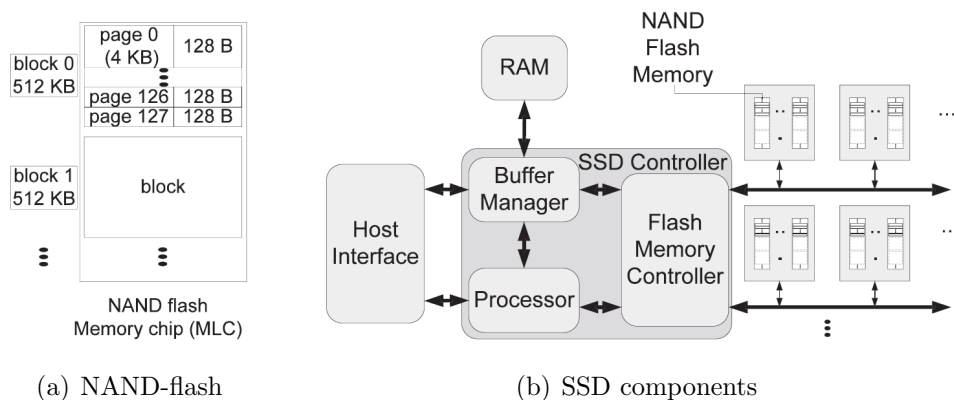 block 0
512 KB
page 0
(4 KB)
128 B
page 126
128 B
page 127
128 B
block 1
512 KB
block
NAND flash
Memory chip (MLC)
(a) NAND-flash
RAM
NAND
Flash
Memory
SSD Controller
Host
Interface
Buffer
Manager
Processor
Flash
Memory
Controller
(b) SSD components